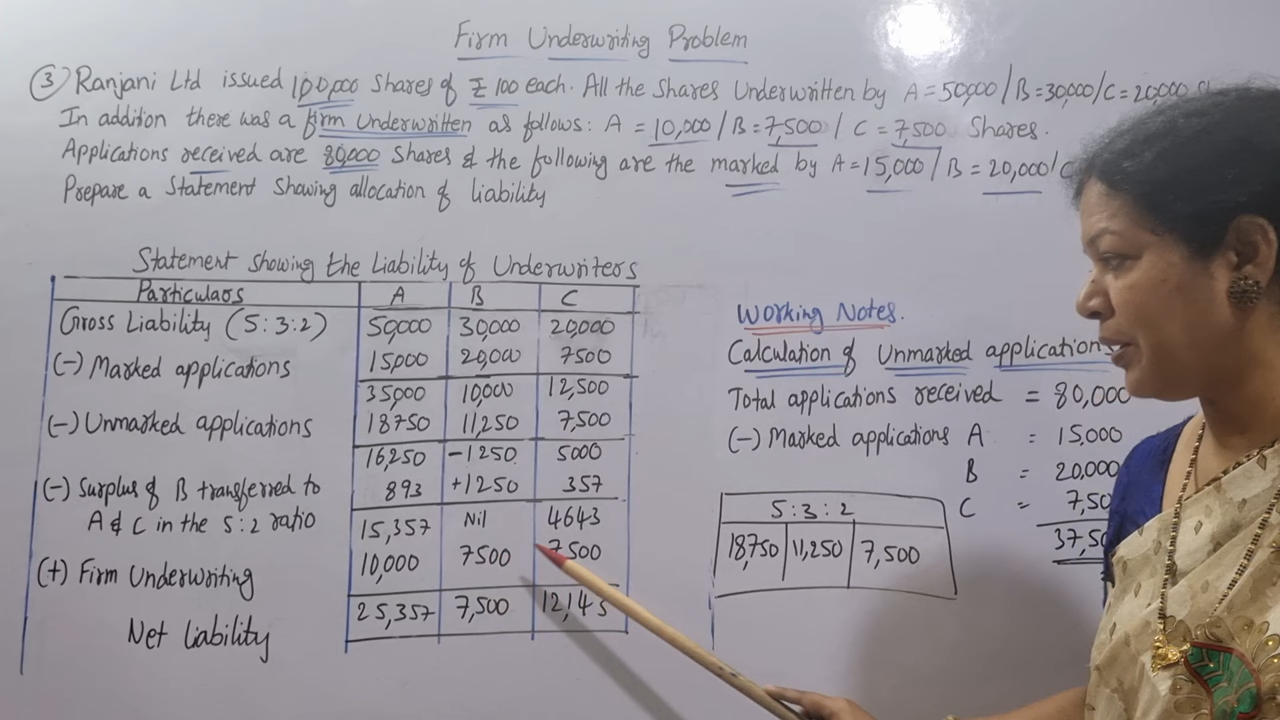 Firm Underwriting Problem
③ Ranjani Ltd issued 1,00,000 Shares of ₹ 100 each. All the Shares Underwritten by A = 50,000 / B = 30,000 / C = 20,000
In addition there was a firm Underwritten as follows: A = 10,000 / B = 7,500 / C = 7,500 Shares.
Applications received are 80,000 Shares & the following are the marked by A = 15,000 / B = 20,000 / C
Prepare a Statement Showing allocation of liability
Statement Showing the Liability of Underwriters
Particulars A B C
Gross Liability (5:3:2) 50,000 30,000 20,000
(-) Marked applications 15,000 20,000 7500
35,000 10,000 12,500
(-) Unmarked applications 18750 11,250 7,500
16,250 -1250 5000
(-) Surplus of B transferred to 893 +1250 357
A & C in the 5:2 ratio 15,357 Nil 4643
(+) Firm Underwriting 10,000 7500 7500
Net liability 25,357 7,500 12,143
Working Notes.
Calculation of Unmarked applications
Total applications received = 80,000
(-) Marked applications A = 15,000
B = 20,000
C = 7,50
37,50
5:3:2
18,750 11,250 7,500